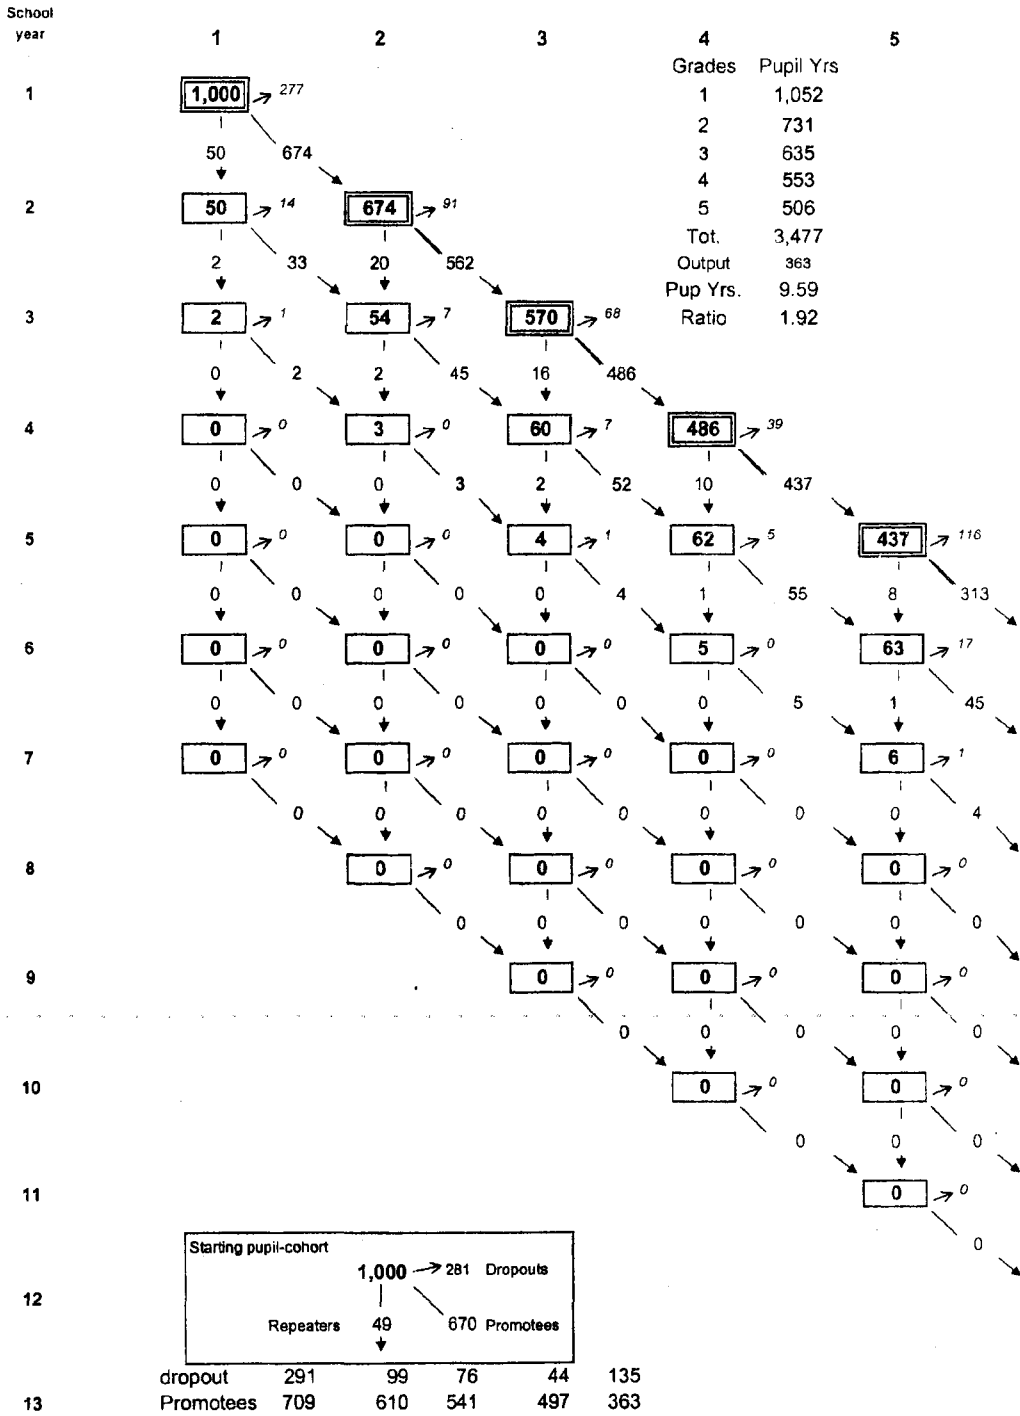 School
year 1 2 3 4 5
Grades Pupil Yrs
1 1,000 277 1 1,052
2 731
50 674 3 635
4 553
2 50 14 674 91 5 506
Tot. 3,477
2 33 20 562 Output 363
Pup Yrs. 9.59
3 2 1 54 7 570 68 Ratio 1.92
0 2 2 45 16 486
4 0 0 3 0 60 7 486 39
0 0 0 3 2 52 10 437
5 0 0 0 0 4 1 62 5 437 116
0 0 0 0 0 4 1 55 8 313
6 0 0 0 0 0 0 5 0 63 17
0 0 0 0 0 0 0 5 1 45
7 0 0 0 0 0 0 0 0 6 1
0 0 0 0 0 0 0 0 4
8 0 0 0 0 0 0 0 0
0 0 0 0 0 0 0
9 0 0 0 0 0 0
0 0 0 0 0
10 0 0 0 0
0 0 0
11 0 0
0
Starting pupil-cohort
1,000 281 Dropouts
12
Repeaters 49 670 Promotees
dropout 291 99 76 44 135
13 Promotees 709 610 541 497 363